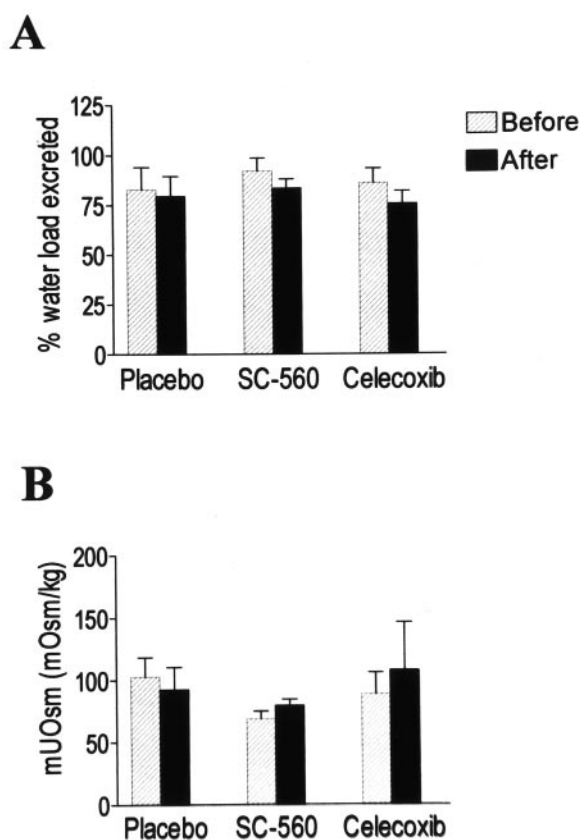 A
% water load excreted
125
100
75
50
25
0
Placebo SC-560 Celecoxib
Before
After
B
mUOsm (mOsm/kg)
200
150
100
50
0
Placebo SC-560 Celecoxib